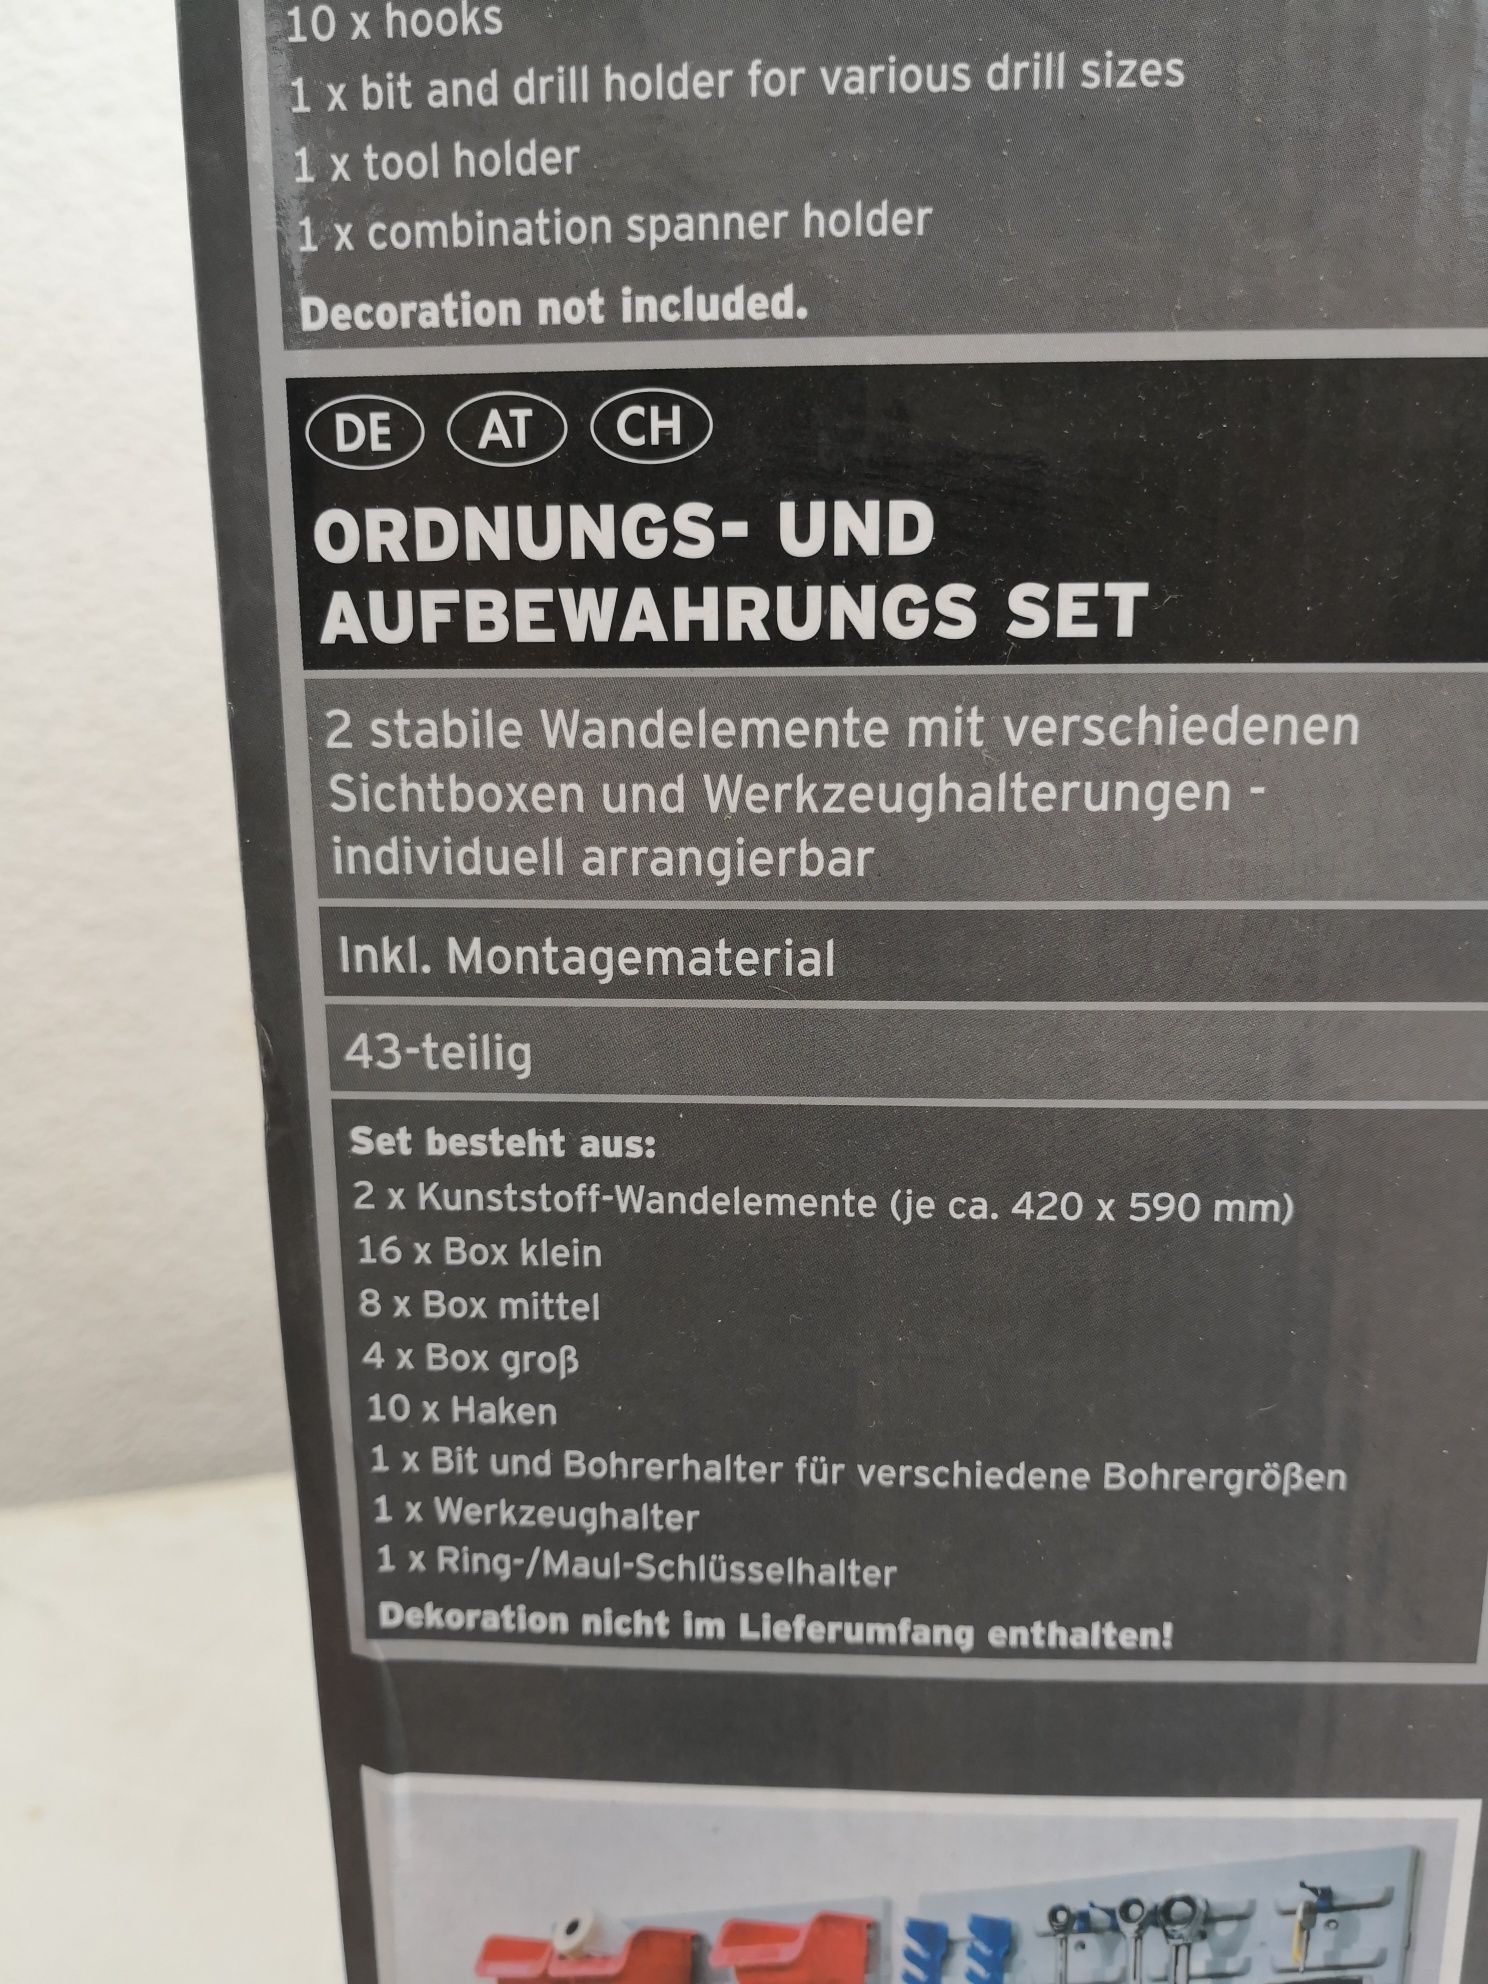 10 x hooks
1 x bit and drill holder for various drill sizes
1 x tool holder
1 x combination spanner holder
Decoration not included.
DE AT CH
ORDNUNGS- UND
AUFBEWAHRUNGS SET
2 stabile Wandelemente mit verschiedenen
Sichtboxen und Werkzeughalterungen -
individuell arrangierbar
Inkl. Montagematerial
43-teilig
Set besteht aus:
2 x Kunststoff-Wandelemente (je ca. 420 x 590 mm)
16 x Box klein
8 x Box mittel
4 x Box groß
10 x Haken
1 x Bit und Bohrerhalter für verschiedene Bohrergrößen
1 x Werkzeughalter
1 x Ring-/Maul-Schlüsselhalter
Dekoration nicht im Lieferumfang enthalten!